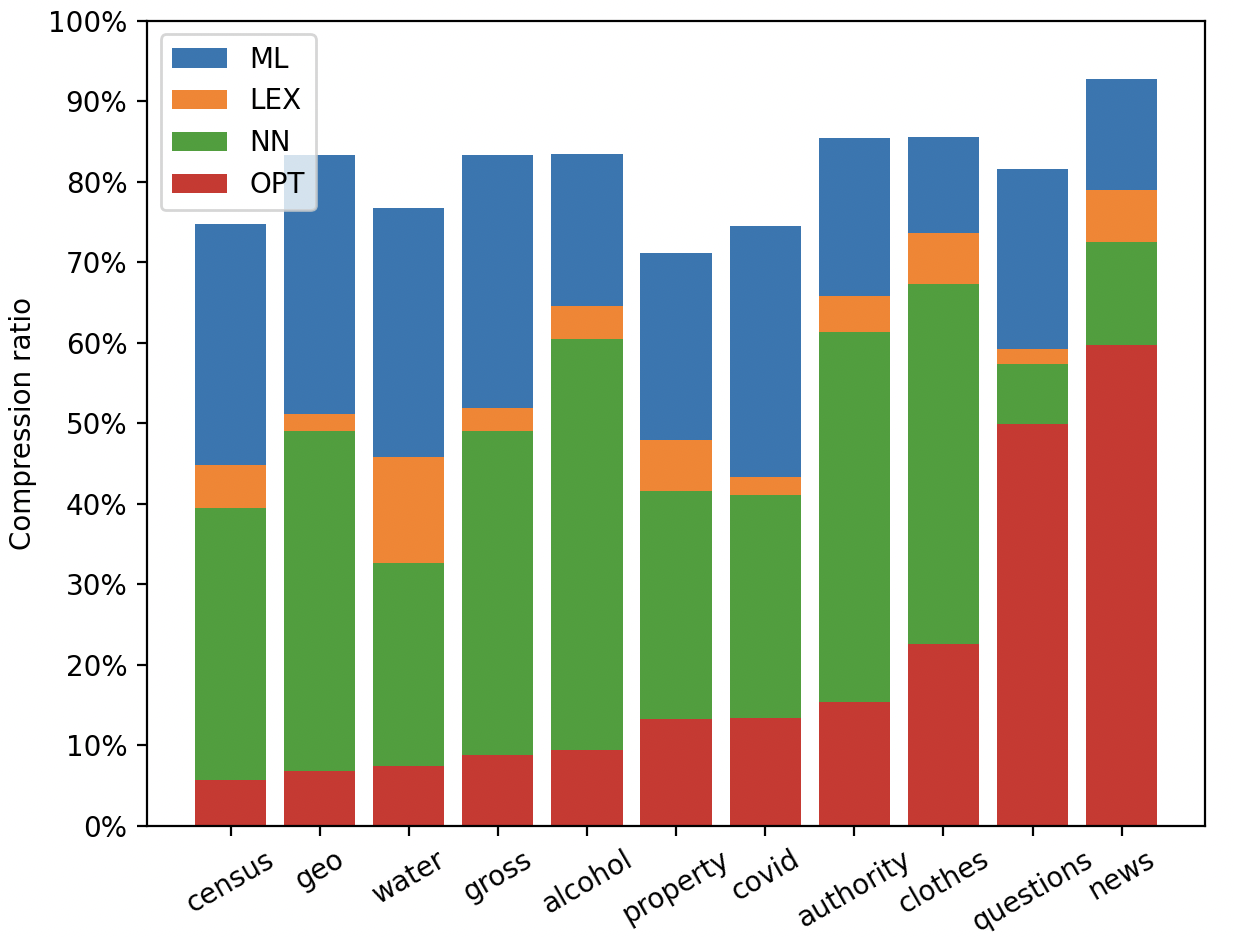 100%
90%
80%
70%
60%
50%
40%
30%
20%
10%
0%
Compression ratio
ML
LEX
NN
OPT
census
geo
water
gross
alcohol
property
covid
authority
clothes
questions
news